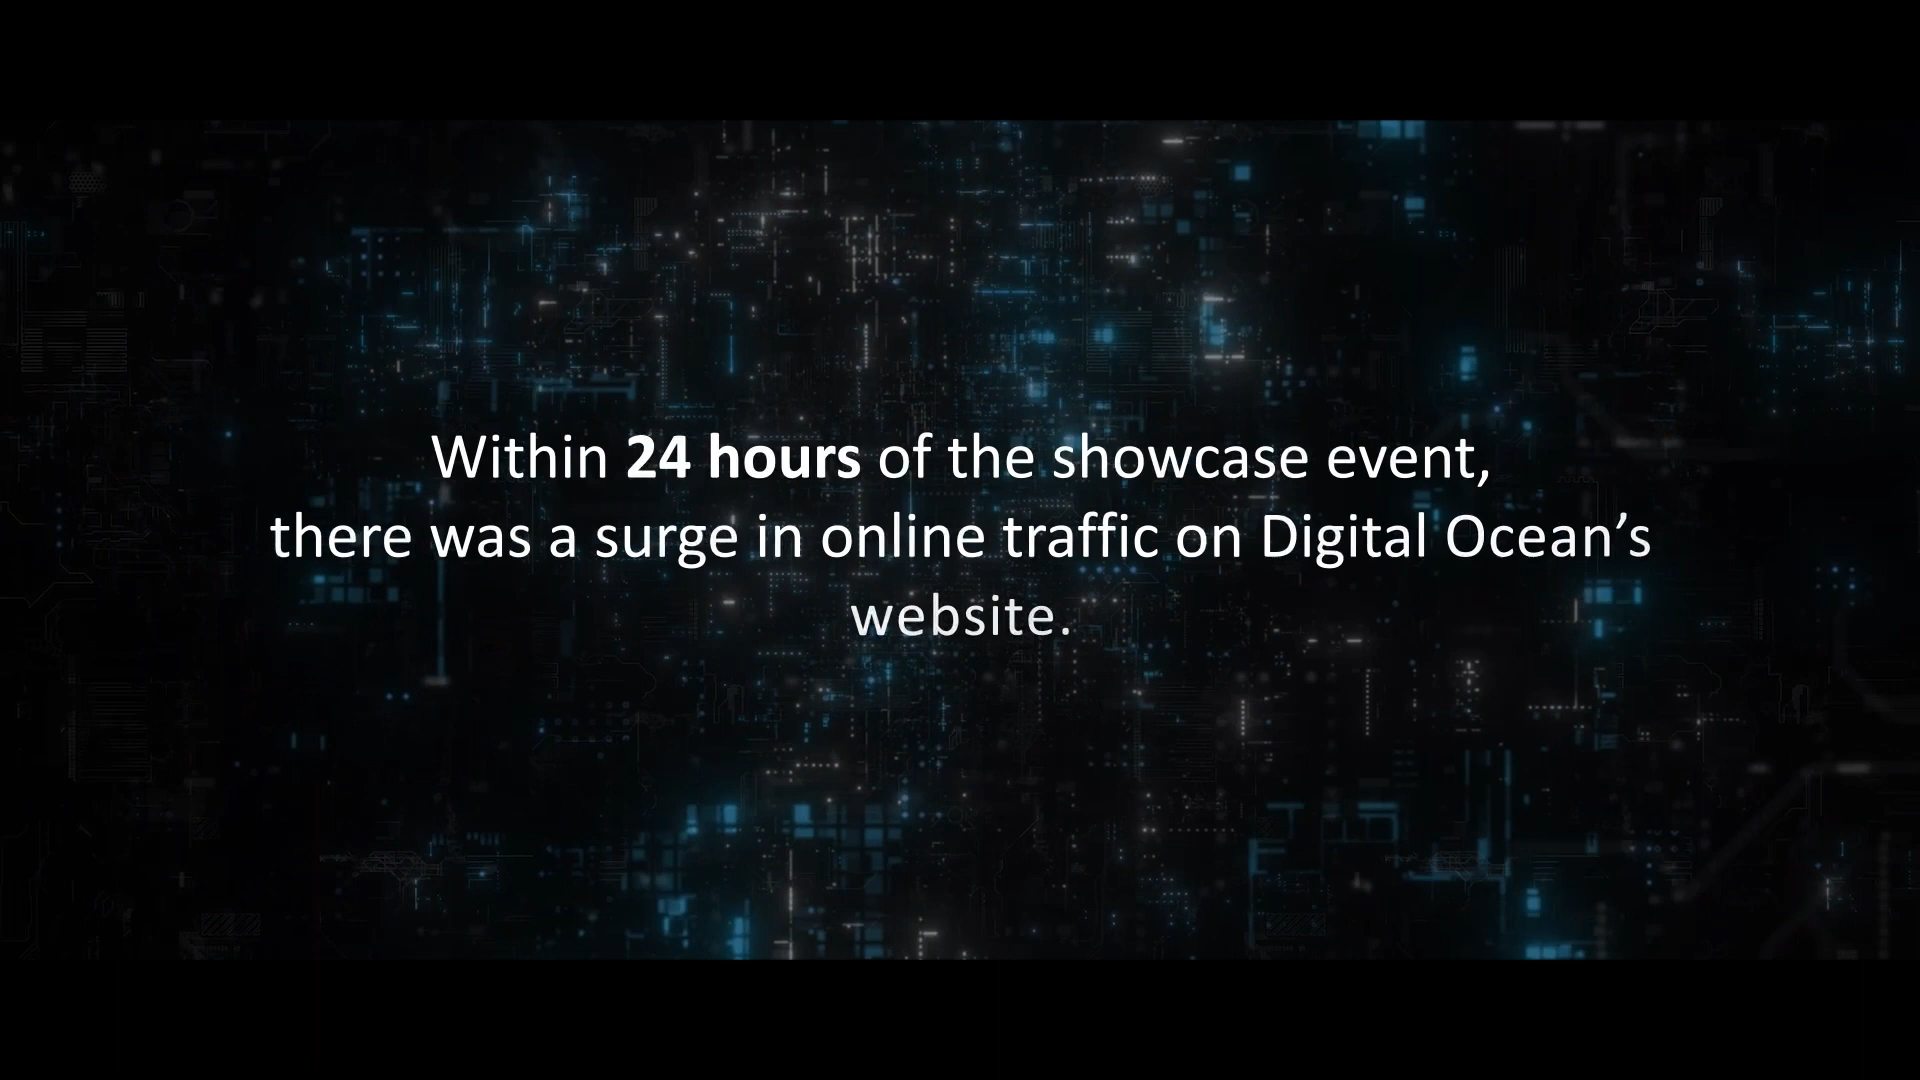 Within 24 hours of the showcase event,
there was a surge in online traffic on Digital Ocean’s
website.